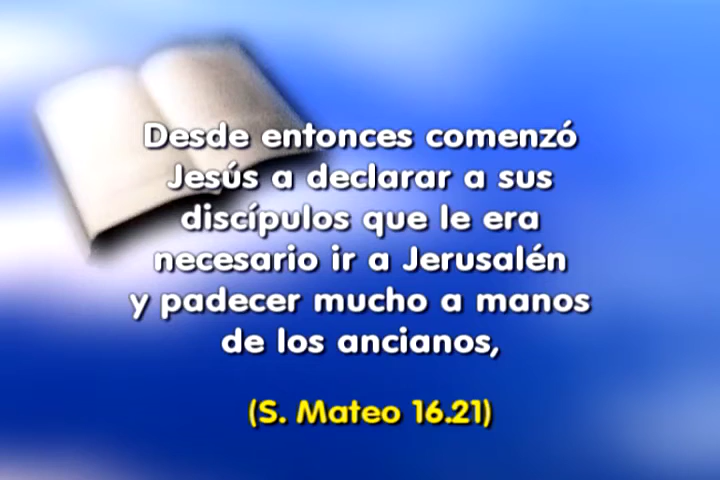 Desde entonces comenzó
Jesús a declarar a sus
discípulos que le era
necesario ir a Jerusalén
y padecer mucho a manos
de los ancianos,
(S. Mateo 16.21)